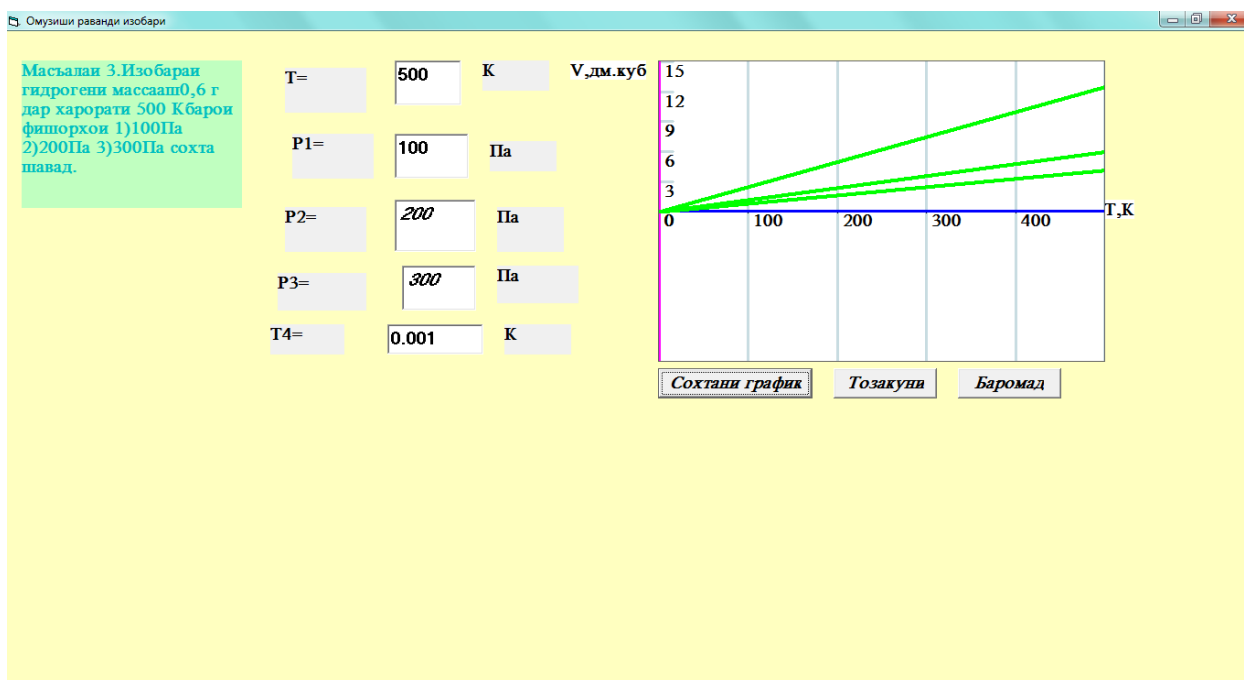 Омузиши раванди изобари
Масъалаи 3.Изобараи
гидрогени массааш0,6 г
дар харорати 500 Кбарои
фишорхои 1)100Па
2)200Па 3)300Па сохта
шавад.
T= 500 K
P1= 100 Па
P2= 200 Па
P3= 300 Па
T4= 0.001 K
V,дм.куб
15
12
9
6
3
0 100 200 300 400
T,K
Сохтани график Тозакуни Баромад